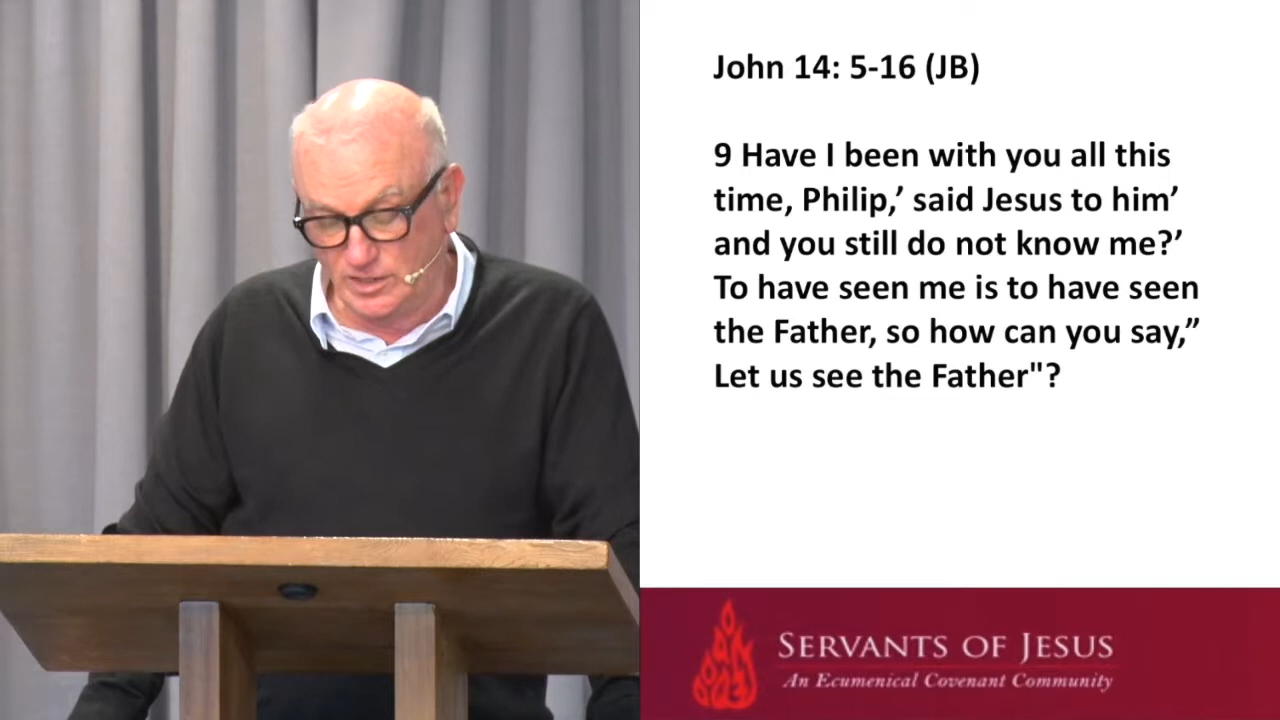 John 14: 5-16 (JB)
9 Have I been with you all this
time, Philip,’ said Jesus to him’
and you still do not know me?’
To have seen me is to have seen
the Father, so how can you say,”
Let us see the Father"?
SERVANTS OF JESUS
An Ecumenical Covenant Community